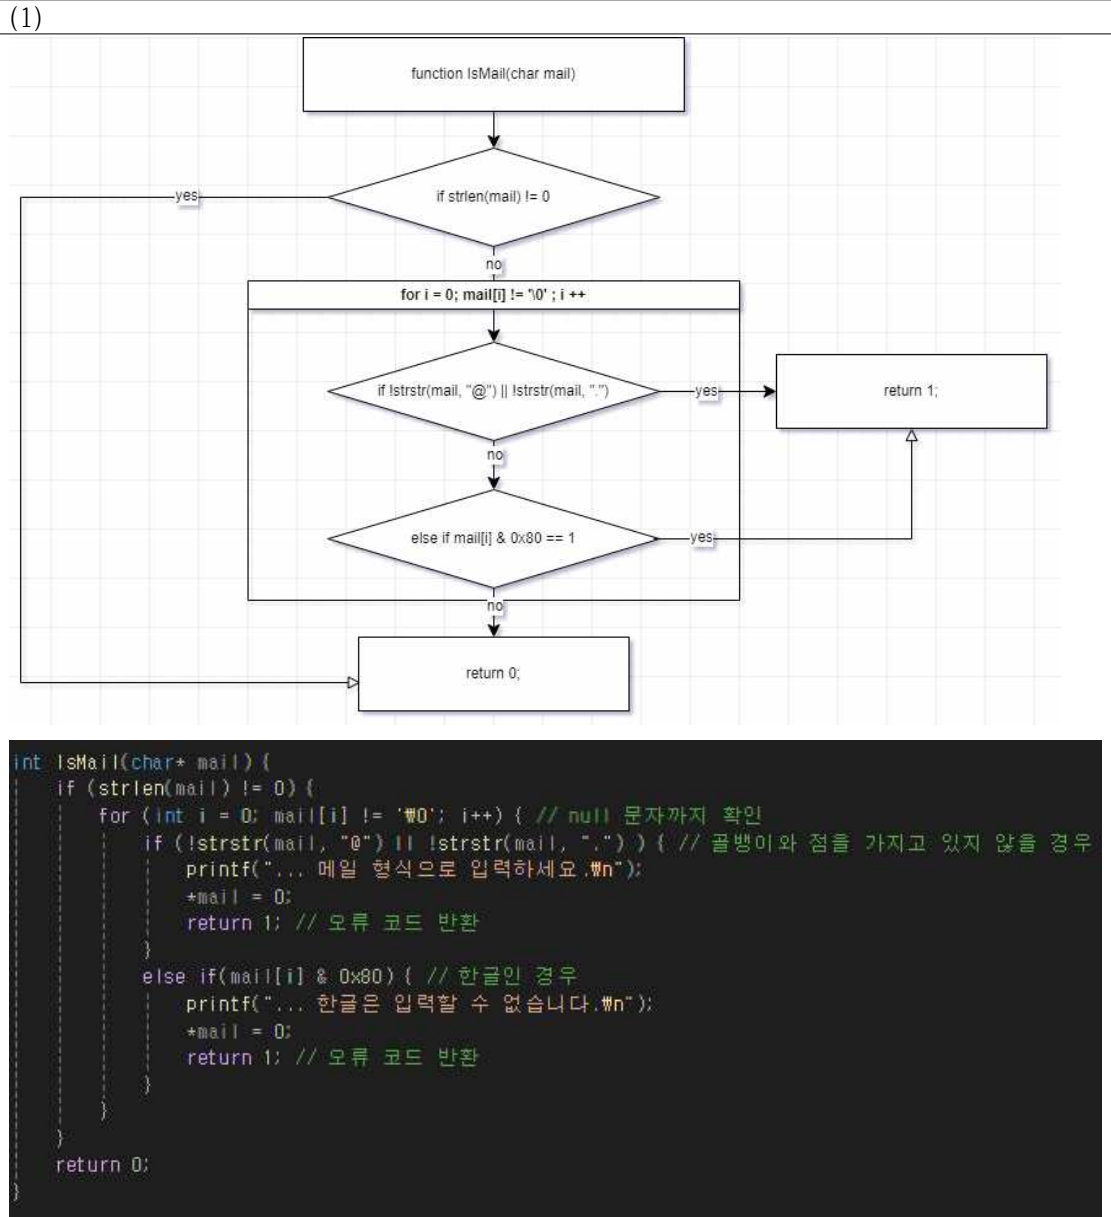 (1)
function IsMail(char mail)
if strlen(mail) != 0
yes
no
for i = 0; mail[i] != '\0' ; i ++
if !strstr(mail, "@") || !strstr(mail, ".")
yes
return 1;
no
else if mail[i] & 0x80 == 1
yes
no
return 0;
int IsMail(char* mail) {
if (strlen(mail) != 0) {
for (int i = 0; mail[i] != '₩0'; i++) { // null 문자까지 확인
if (!strstr(mail, "@") || !strstr(mail, ".") ) { // 골뱅이와 점을 가지고 있지 않을 경우
printf("... 메일 형식으로 입력하세요.₩n");
*mail = 0;
return 1; // 오류 코드 반환
}
else if(mail[i] & 0x80) { // 한글인 경우
printf("... 한글은 입력할 수 없습니다.₩n");
*mail = 0;
return 1; // 오류 코드 반환
}
}
}
return 0;
}